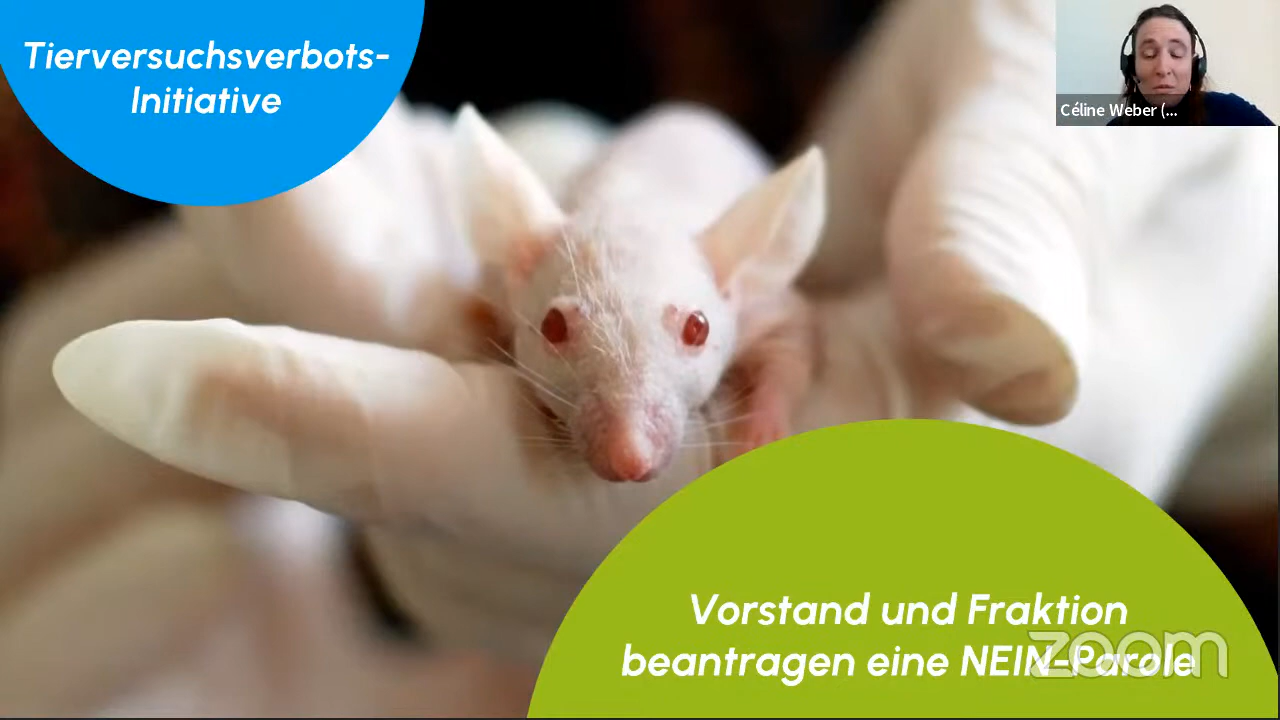 Tierversuchsverbots-
Initiative
Céline Weber (...
Vorstand und Fraktion
beantragen eine NEIN-Parole
zoom